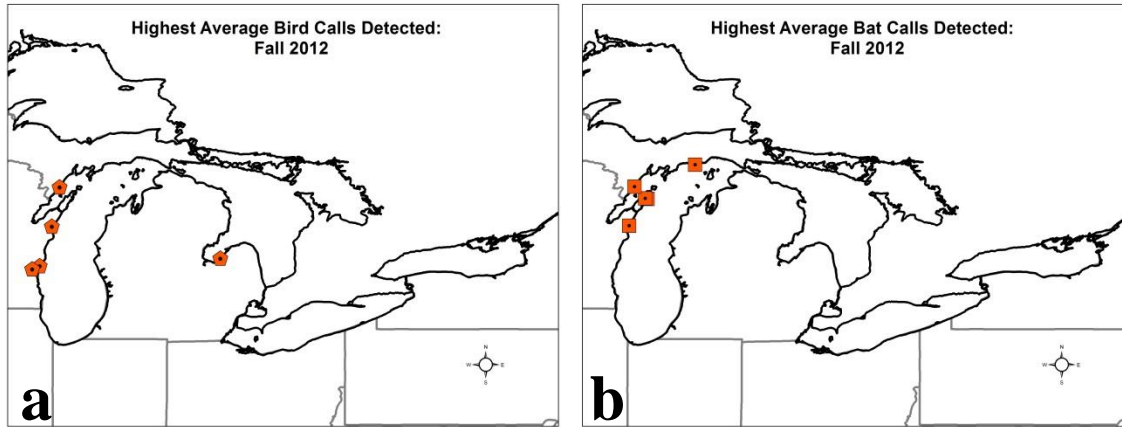 Highest Average Bird Calls Detected:
Fall 2012
N
W E
S
a
Highest Average Bat Calls Detected:
Fall 2012
N
W E
S
b